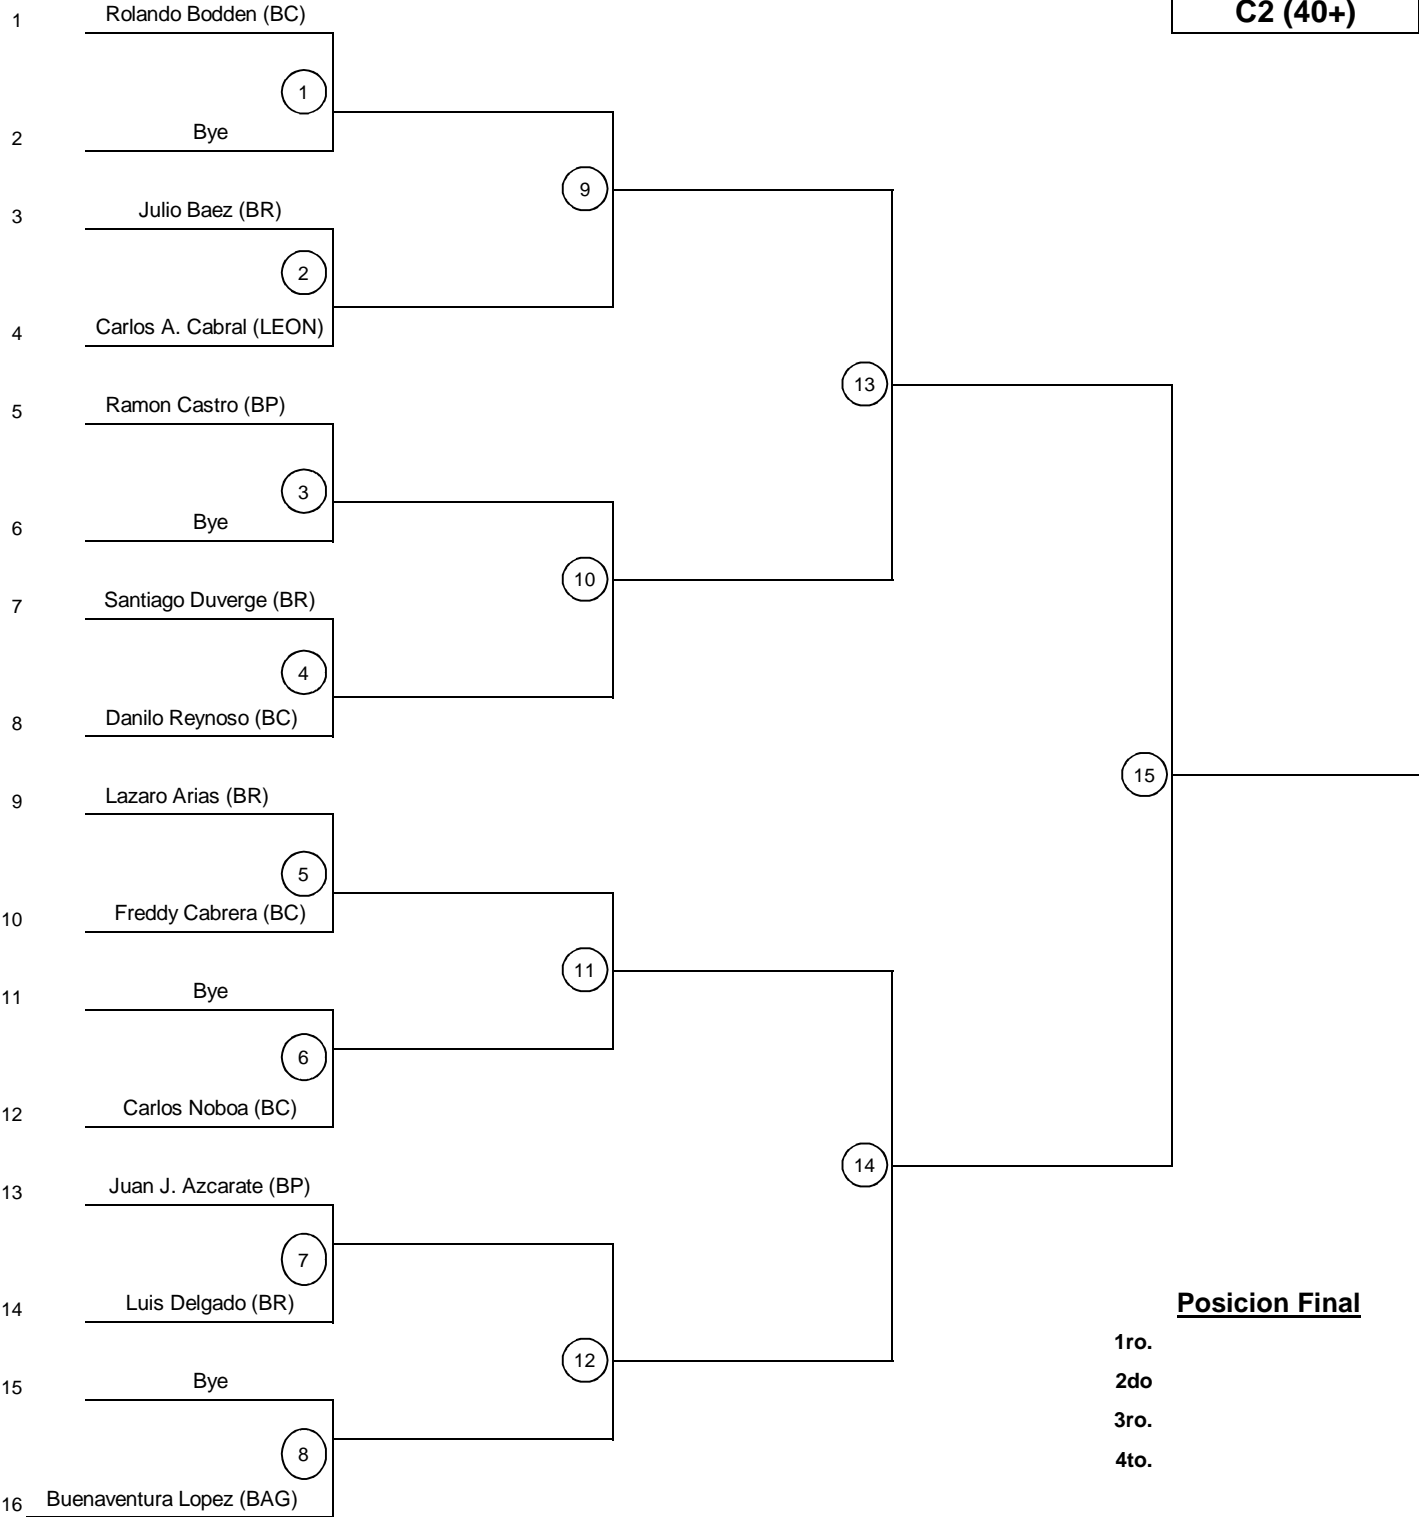 C2 (40+)
1 Rolando Bodden (BC)
1
2 Bye
9
3 Julio Baez (BR)
2
4 Carlos A. Cabral (LEON)
13
5 Ramon Castro (BP)
3
6 Bye
10
7 Santiago Duverge (BR)
4
8 Danilo Reynoso (BC)
15
9 Lazaro Arias (BR)
5
10 Freddy Cabrera (BC)
11
11 Bye
6
12 Carlos Noboa (BC)
14
13 Juan J. Azcarate (BP)
7
14 Luis Delgado (BR)
12
15 Bye
8
16 Buenaventura Lopez (BAG)
Posicion Final
1ro.
2do
3ro.
4to.